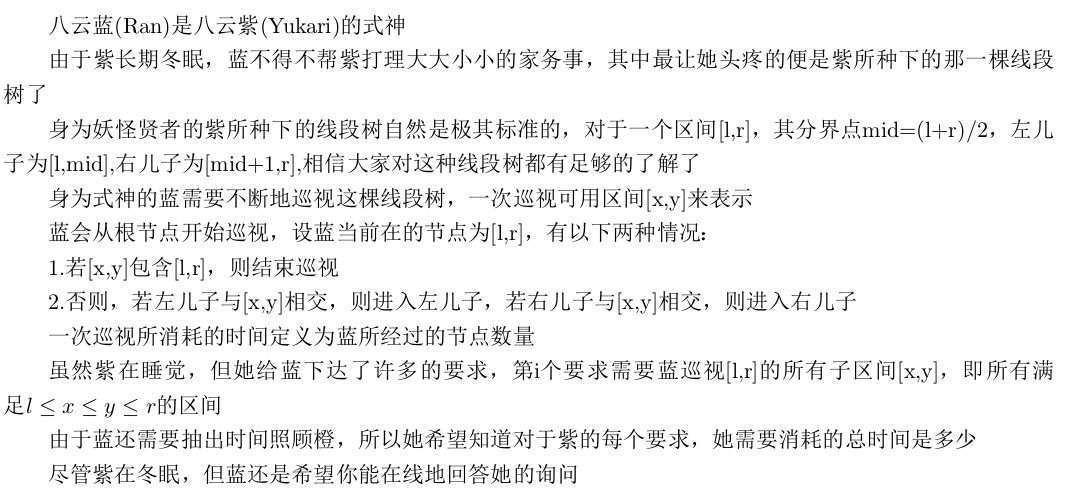 八云蓝(Ran)是八云紫(Yukari)的式神
由于紫长期冬眠，蓝不得不帮紫打理大大小小的家务事，其中最让她头疼的便是紫所种下的那一棵线段
树了
身为妖怪贤者的紫所种下的线段树自然是极其标准的，对于一个区间[l,r]，其分界点mid=(l+r)/2，左儿
子为[l,mid],右儿子为[mid+1,r],相信大家对这种线段树都有足够的了解了
身为式神的蓝需要不断地巡视这棵线段树，一次巡视可用区间[x,y]来表示
蓝会从根节点开始巡视，设蓝当前在的节点为[l,r]，有以下两种情况：
1.若[x,y]包含[l,r]，则结束巡视
2.否则，若左儿子与[x,y]相交，则进入左儿子，若右儿子与[x,y]相交，则进入右儿子
一次巡视所消耗的时间定义为蓝所经过的节点数量
虽然紫在睡觉，但她给蓝下达了许多的要求，第i个要求需要蓝巡视[l,r]的所有子区间[x,y]，即所有满
足l ≤ x ≤ y ≤ r的区间
由于蓝还需要抽出时间照顾橙，所以她希望知道对于紫的每个要求，她需要消耗的总时间是多少
尽管紫在冬眠，但蓝还是希望你能在线地回答她的询问